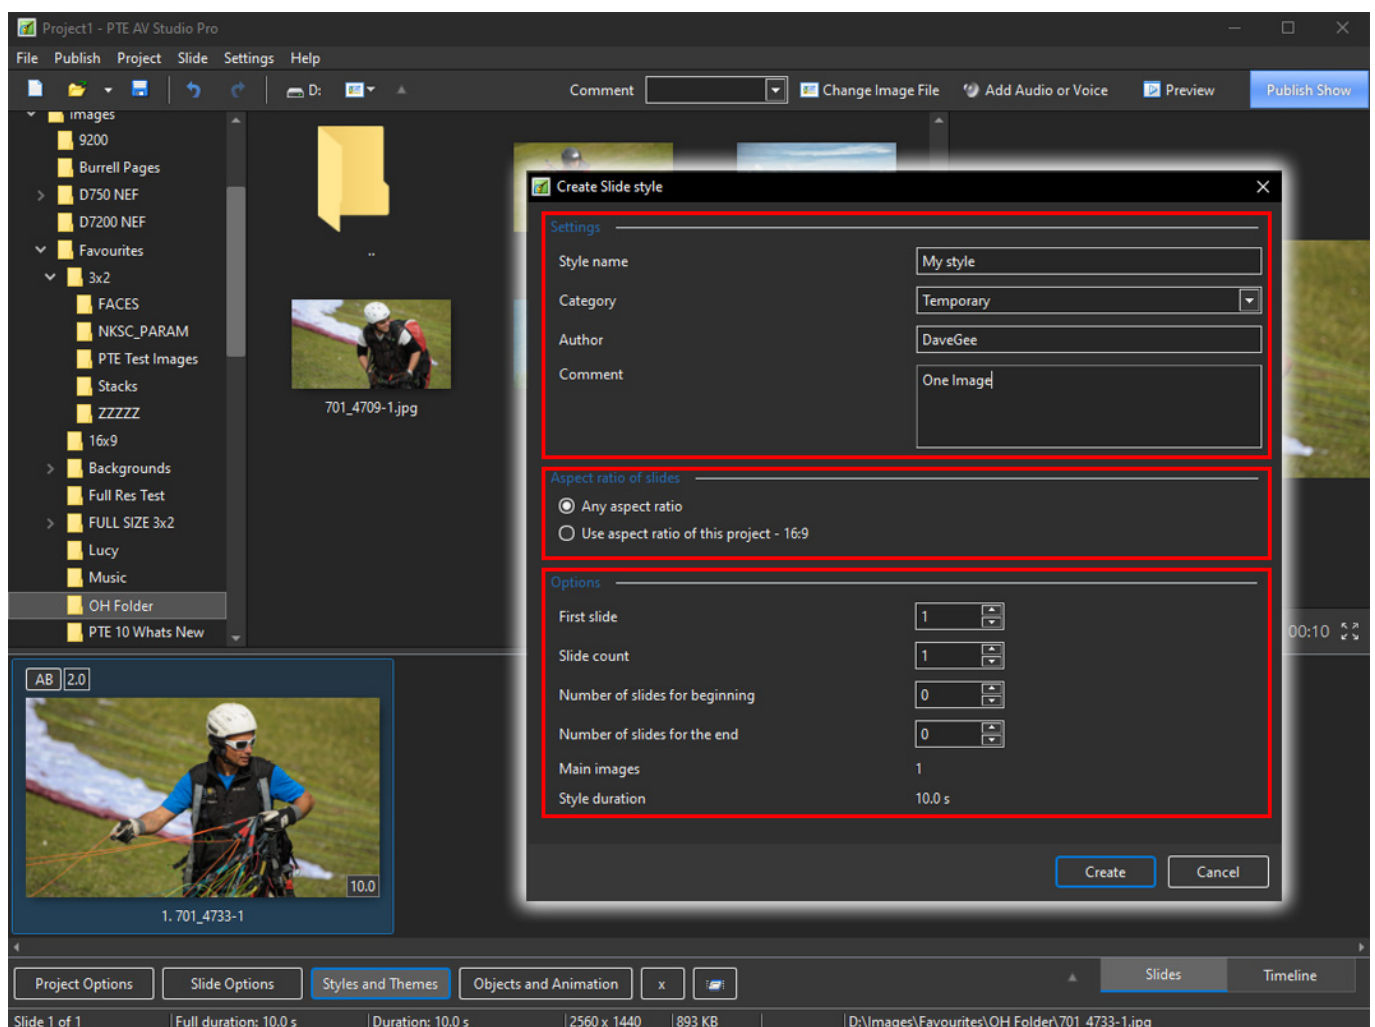 Project1 - PTE AV Studio Pro
File Publish Project Slide Settings Help
D: Comment Change Image File Add Audio or Voice Preview Publish Show
Images
9200
Burrell Pages
D750 NEF
D7200 NEF
Favourites
3x2
FACES
NKSC_PARAM
PTE Test Images
Stacks
ZZZZZ
16x9
Backgrounds
Full Res Test
FULL SIZE 3x2
Lucy
Music
OH Folder
PTE 10 Whats New
..
701_4709-1.jpg
Create Slide style
Settings
Style name My style
Category Temporary
Author DaveGee
Comment One Image
Aspect ratio of slides
Any aspect ratio
Use aspect ratio of this project - 16:9
Options
First slide 1
Slide count 1
Number of slides for beginning 0
Number of slides for the end 0
Main images 1
Style duration 10.0 s
Create Cancel
00:10
AB 2.0
10.0
1. 701_4733-1
Project Options Slide Options Styles and Themes Objects and Animation x Slides Timeline
Slide 1 of 1 Full duration: 10.0 s Duration: 10.0 s 2560 x 1440 893 KB D:\Images\Favourites\OH Folder\701_4733-1.jpg